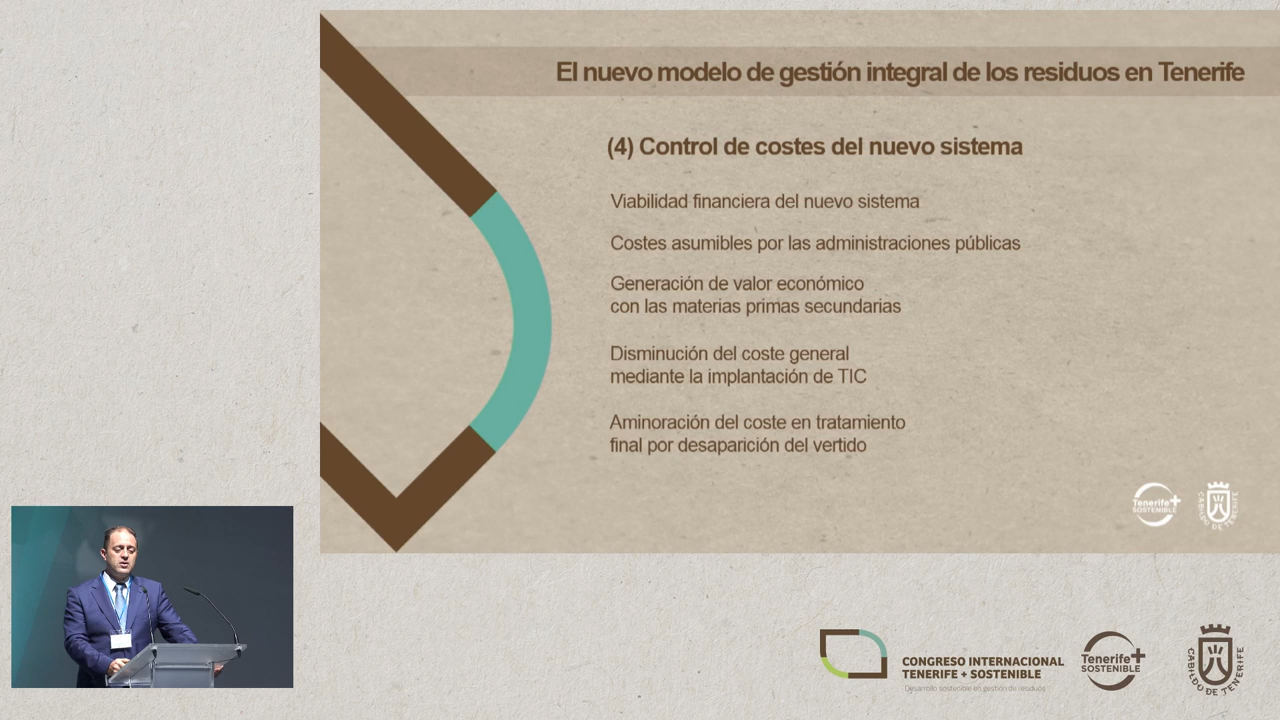 El nuevo modelo de gestión integral de los residuos en Tenerife
(4) Control de costes del nuevo sistema
Viabilidad financiera del nuevo sistema
Costes asumibles por las administraciones públicas
Generación de valor económico
con las materias primas secundarias
Disminución del coste general
mediante la implantación de TIC
Aminoración del coste en tratamiento
final por desaparición del vertido
Tenerife+
SOSTENIBLE
CABILDO DE TENERIFE
CONGRESO INTERNACIONAL
TENERIFE + SOSTENIBLE
Desarrollo sostenible en gestión de residuos
Tenerife+
SOSTENIBLE
CABILDO DE TENERIFE